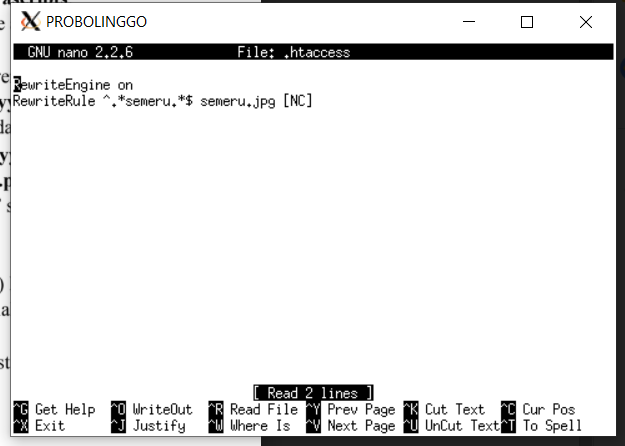 PROBOLINGGO
GNU nano 2.2.6 File: .htaccess
RewriteEngine on
RewriteRule ^.*semeru.*$ semeru.jpg [NC]
[ Read 2 lines ]
^G Get Help ^O WriteOut ^R Read File ^Y Prev Page ^K Cut Text ^C Cur Pos
^X Exit ^J Justify ^W Where Is ^V Next Page ^U UnCut Text ^T To Spell